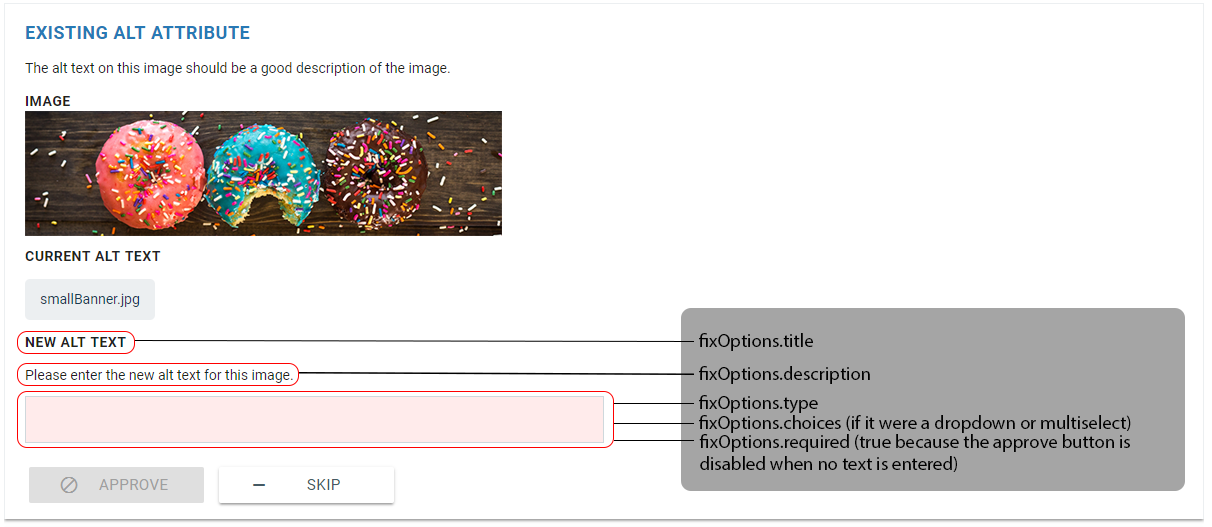 EXISTING ALT ATTRIBUTE
The alt text on this image should be a good description of the image.
IMAGE
CURRENT ALT TEXT
smallBanner.jpg
NEW ALT TEXT
fixOptions.title
Please enter the new alt text for this image.
fixOptions.description
fixOptions.type
fixOptions.choices (if it were a dropdown or multiselect)
fixOptions.required (true because the approve button is
disabled when no text is entered)
APPROVE
SKIP